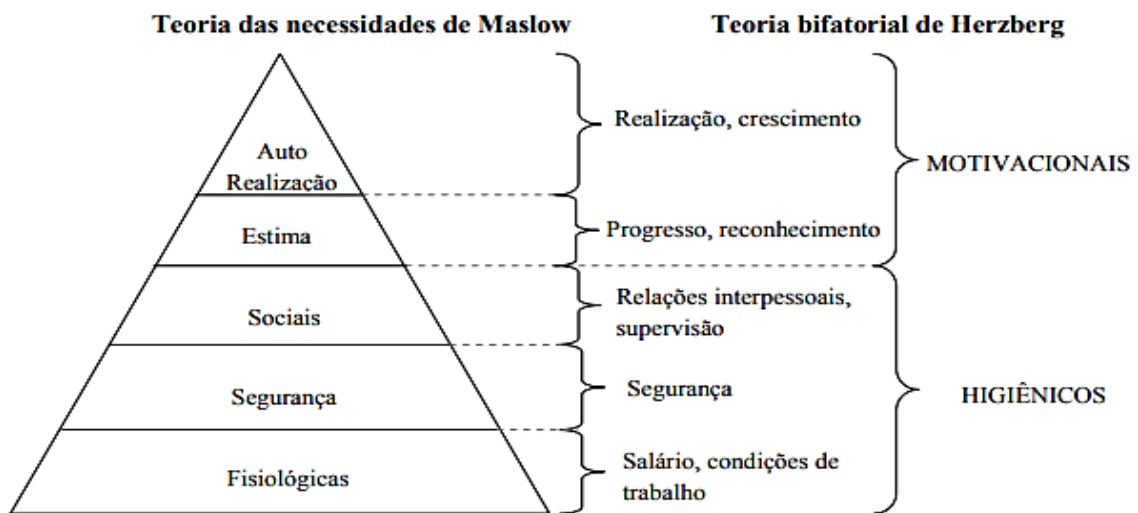 Teoria das necessidades de Maslow
Teoria bifatorial de Herzberg
Auto
Realização
Estima
Sociais
Segurança
Fisiológicas
Realização, crescimento
Progresso, reconhecimento
Relações interpessoais,
supervisão
Segurança
Salário, condições de
trabalho
MOTIVACIONAIS
HIGIÊNICOS